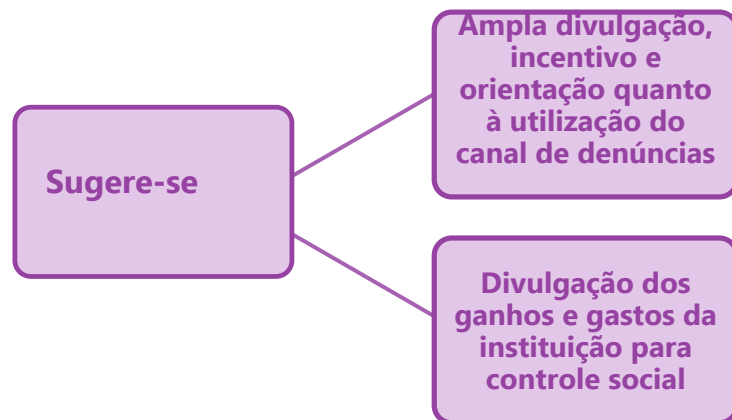 Sugere-se
Ampla divulgação,
incentivo e
orientação quanto
à utilização do
canal de denúncias
Divulgação dos
ganhos e gastos da
instituição para
controle social